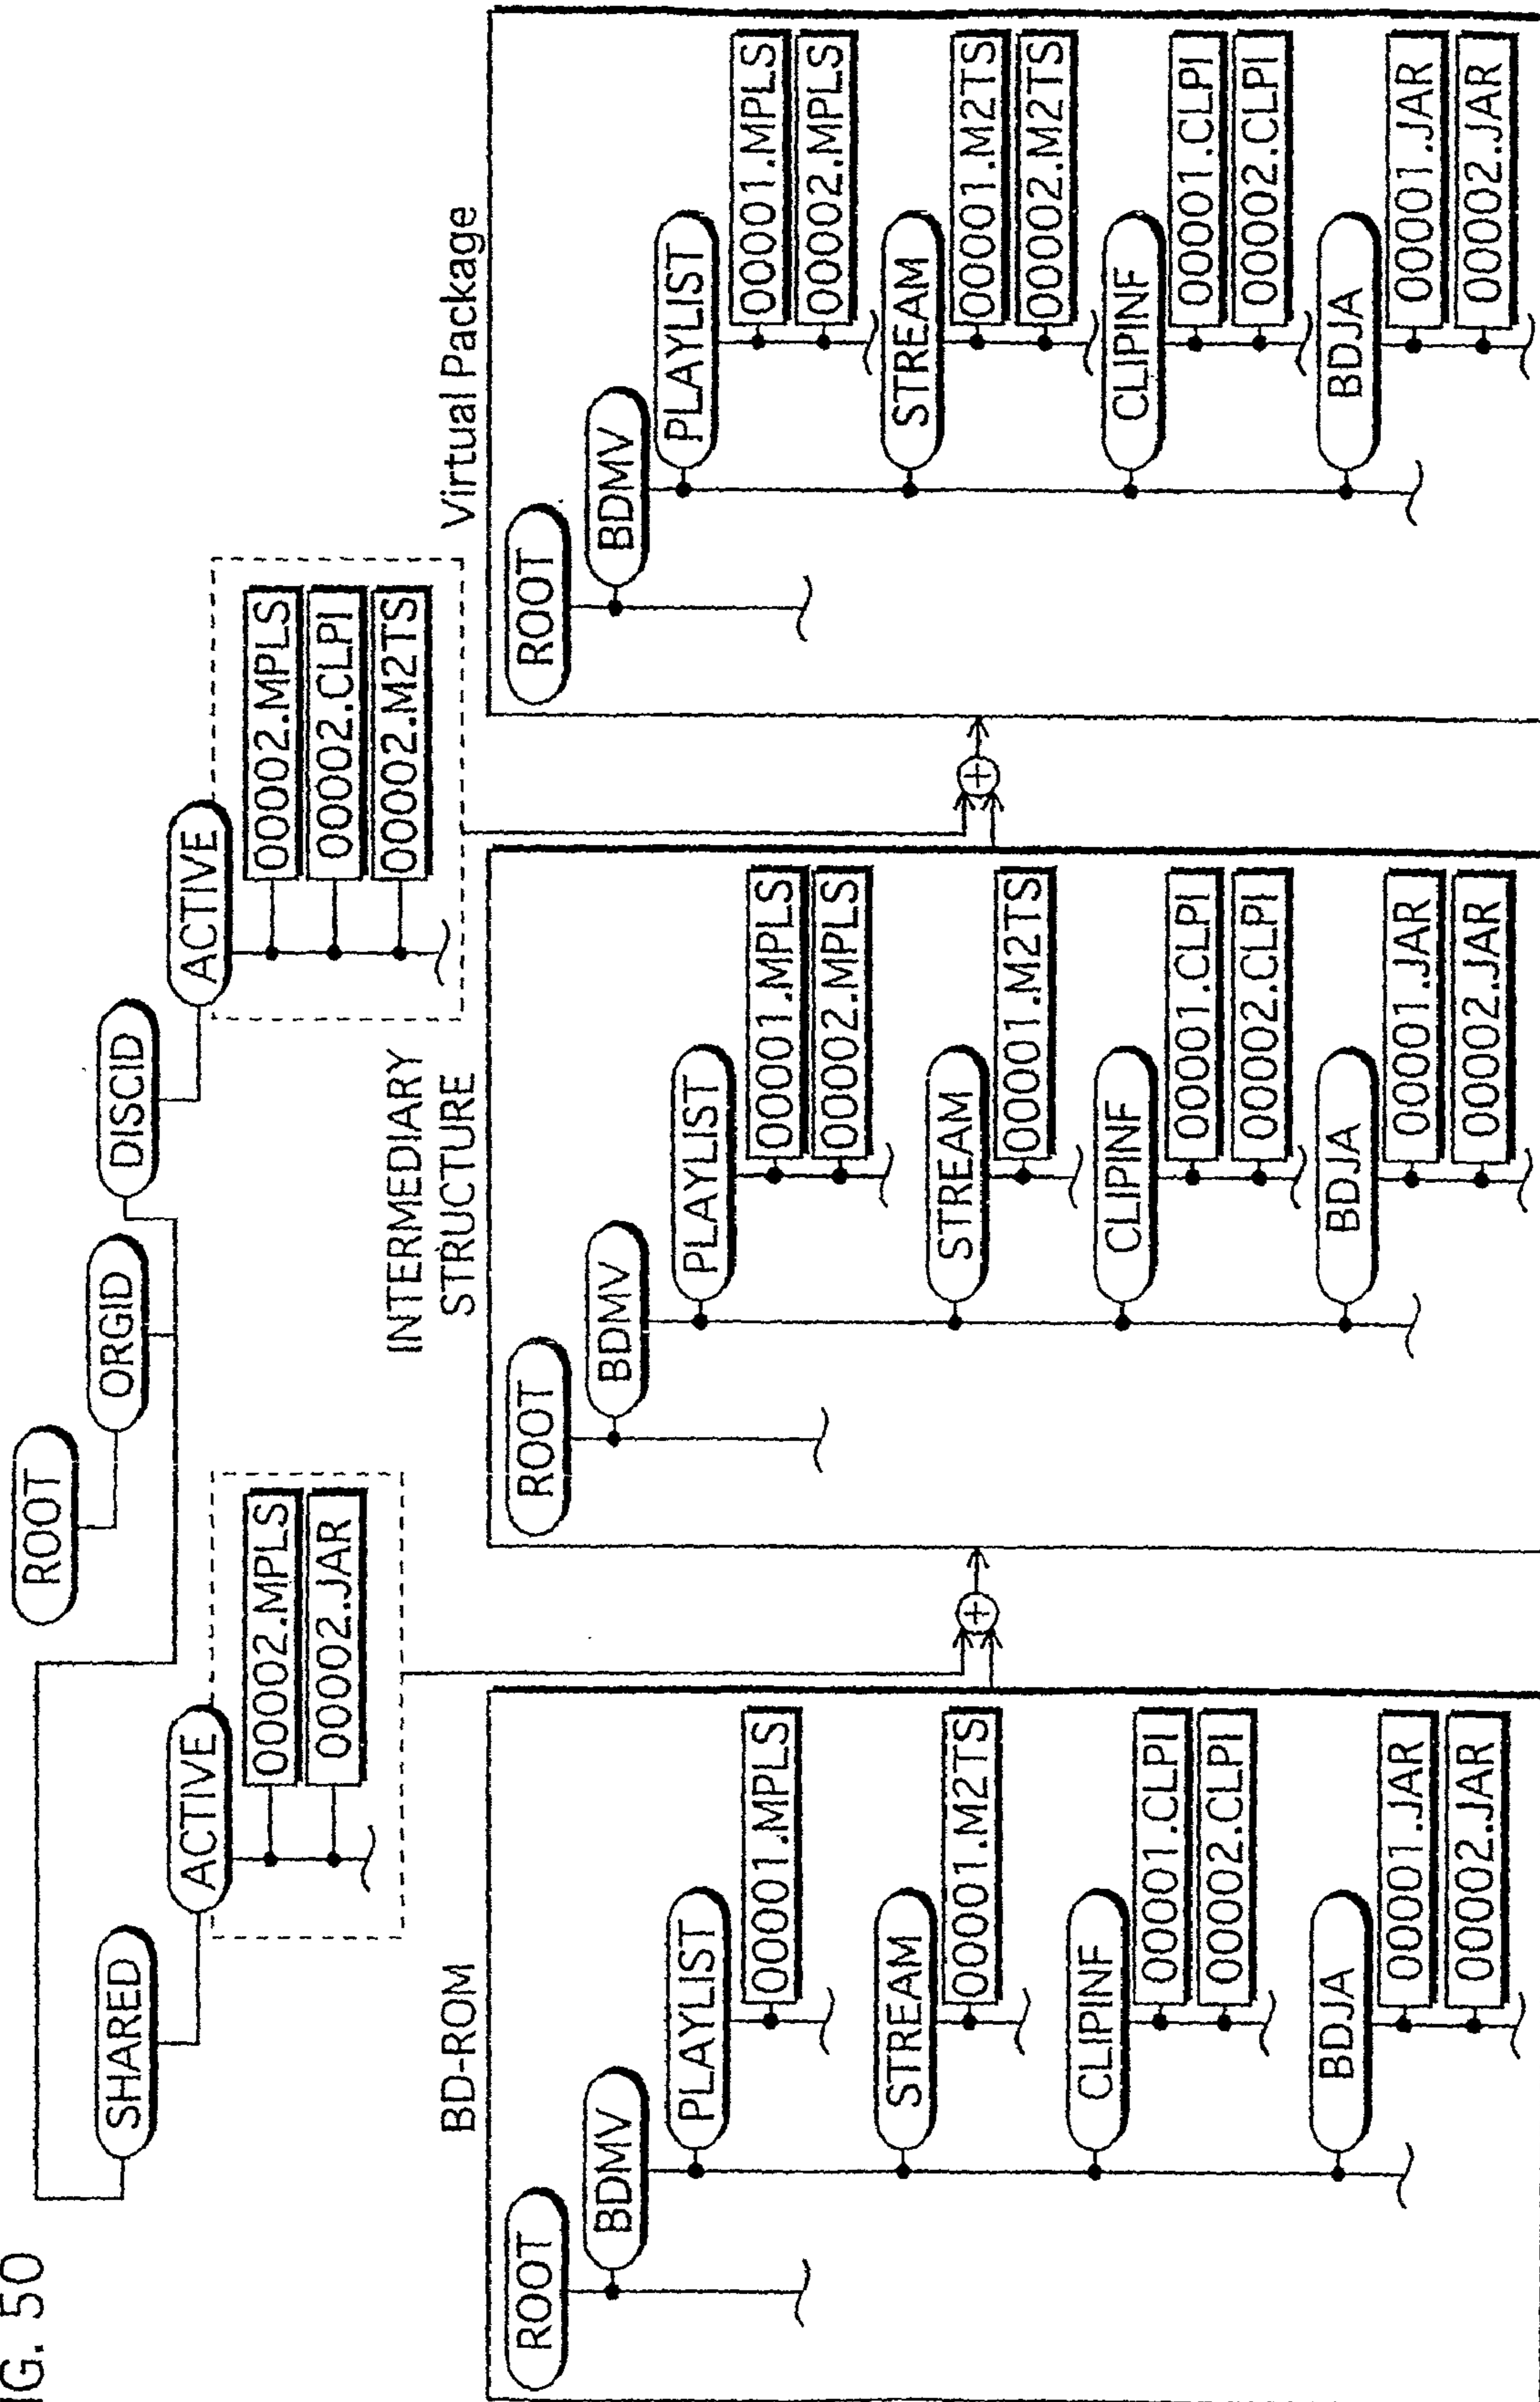 IG. 50
ROOT
ORGID
SHARED
DISCID
ACTIVE
00002.MPLS
00002.JAR
ACTIVE
00002.MPLS
00002.CLPI
00002.M2TS
BD-ROM
ROOT
BDMV
PLAYLIST
00001.MPLS
STREAM
00001.M2TS
CLIPINF
00001.CLPI
00002.CLPI
BDJA
00001.JAR
00002.JAR
INTERMEDIARY
STRUCTURE
ROOT
BDMV
PLAYLIST
00001.MPLS
00002.MPLS
STREAM
00001.M2TS
CLIPINF
00001.CLPI
00002.CLPI
BDJA
00001.JAR
00002.JAR
Virtual Package
ROOT
BDMV
PLAYLIST
00001.MPLS
00002.MPLS
STREAM
00001.M2TS
00002.M2TS
CLIPINF
00001.CLPI
00002.CLPI
BDJA
00001.JAR
00002.JAR